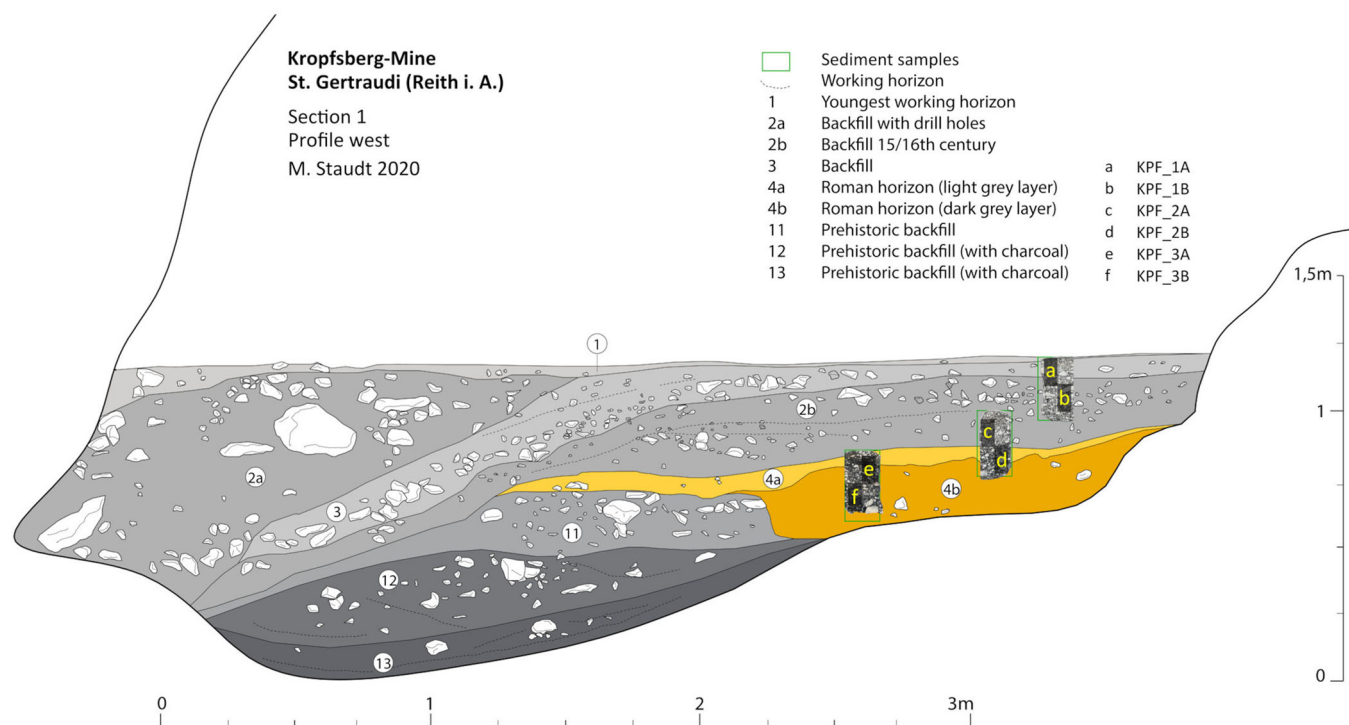 Kropfsberg-Mine
St. Gertraudi (Reith i. A.)
Section 1
Profile west
M. Staudt 2020
Sediment samples
Working horizon
1 Youngest working horizon
2a Backfill with drill holes
2b Backfill 15/16th century
3 Backfill
4a Roman horizon (light grey layer)
4b Roman horizon (dark grey layer)
11 Prehistoric backfill
12 Prehistoric backfill (with charcoal)
13 Prehistoric backfill (with charcoal)
a KPF_1A
b KPF_1B
c KPF_2A
d KPF_2B
e KPF_3A
f KPF_3B
1,5m
1
0
1
a
b
2b
c
d
e
f
4a
4b
2a
3
11
12
13
0 1 2 3m